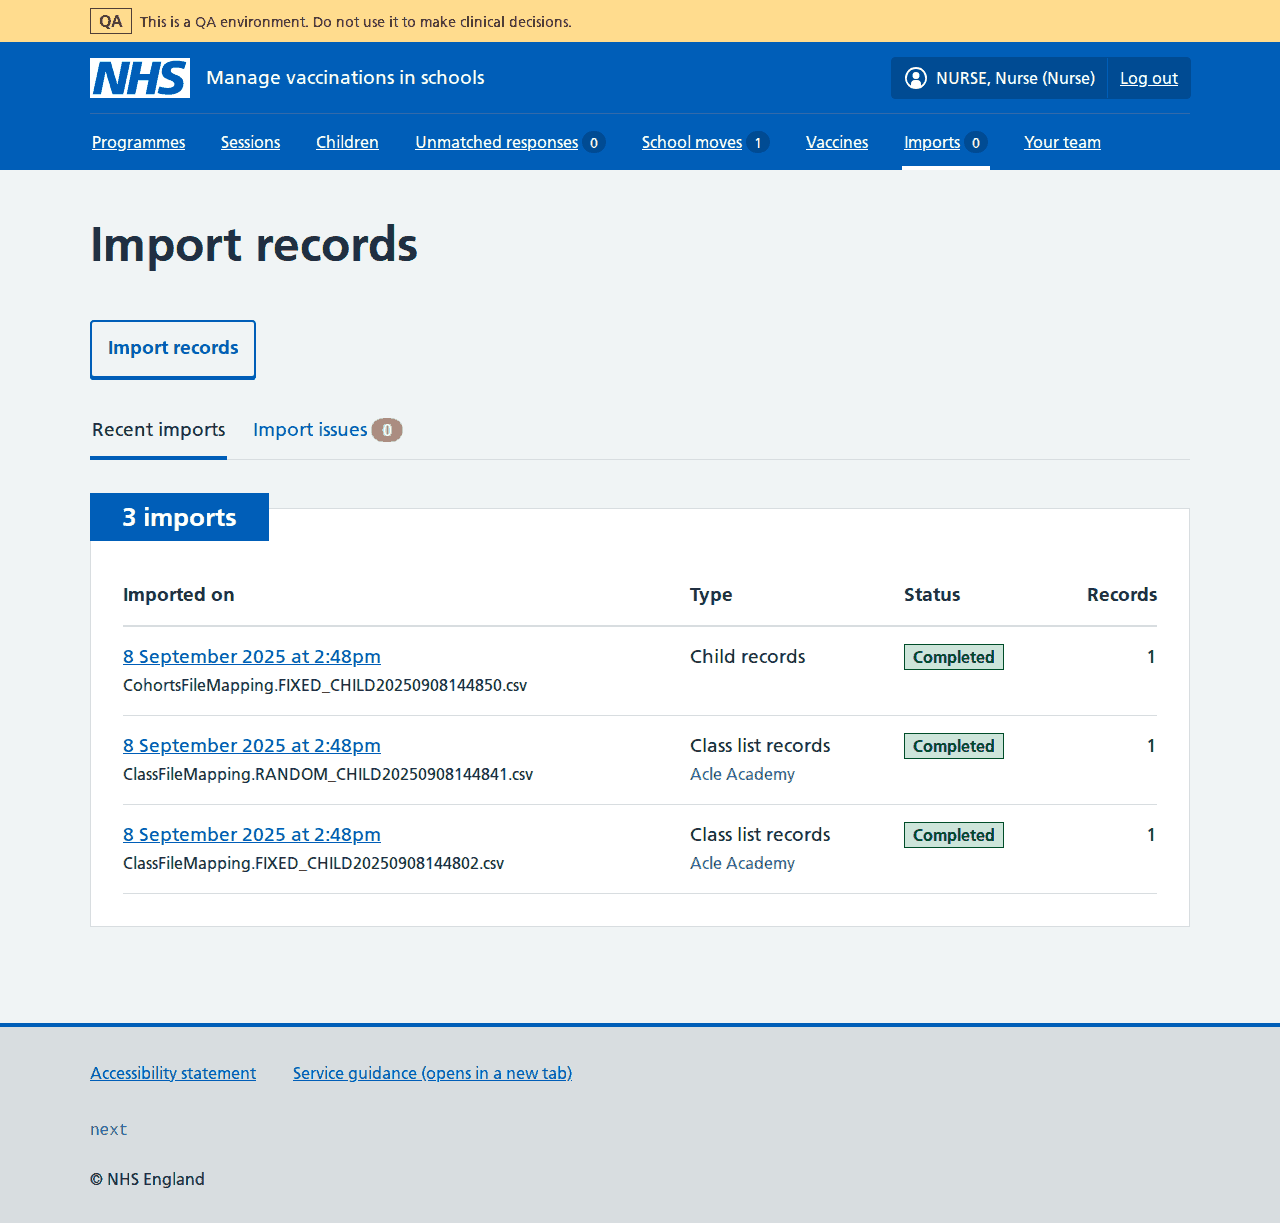 QA This is a QA environment. Do not use it to make clinical decisions.
NHS Manage vaccinations in schools NURSE, Nurse (Nurse) Log out
Programmes Sessions Children Unmatched responses 0 School moves 1 Vaccines Imports 0 Your team
Import records
Import records
Recent imports Import issues 0
3 imports
Imported on Type Status Records
8 September 2025 at 2:48pm Child records Completed 1
CohortsFileMapping.FIXED_CHILD20250908144850.csv
8 September 2025 at 2:48pm Class list records Completed 1
ClassFileMapping.RANDOM_CHILD20250908144841.csv Acle Academy
8 September 2025 at 2:48pm Class list records Completed 1
ClassFileMapping.FIXED_CHILD20250908144802.csv Acle Academy
Accessibility statement Service guidance (opens in a new tab)
next
© NHS England